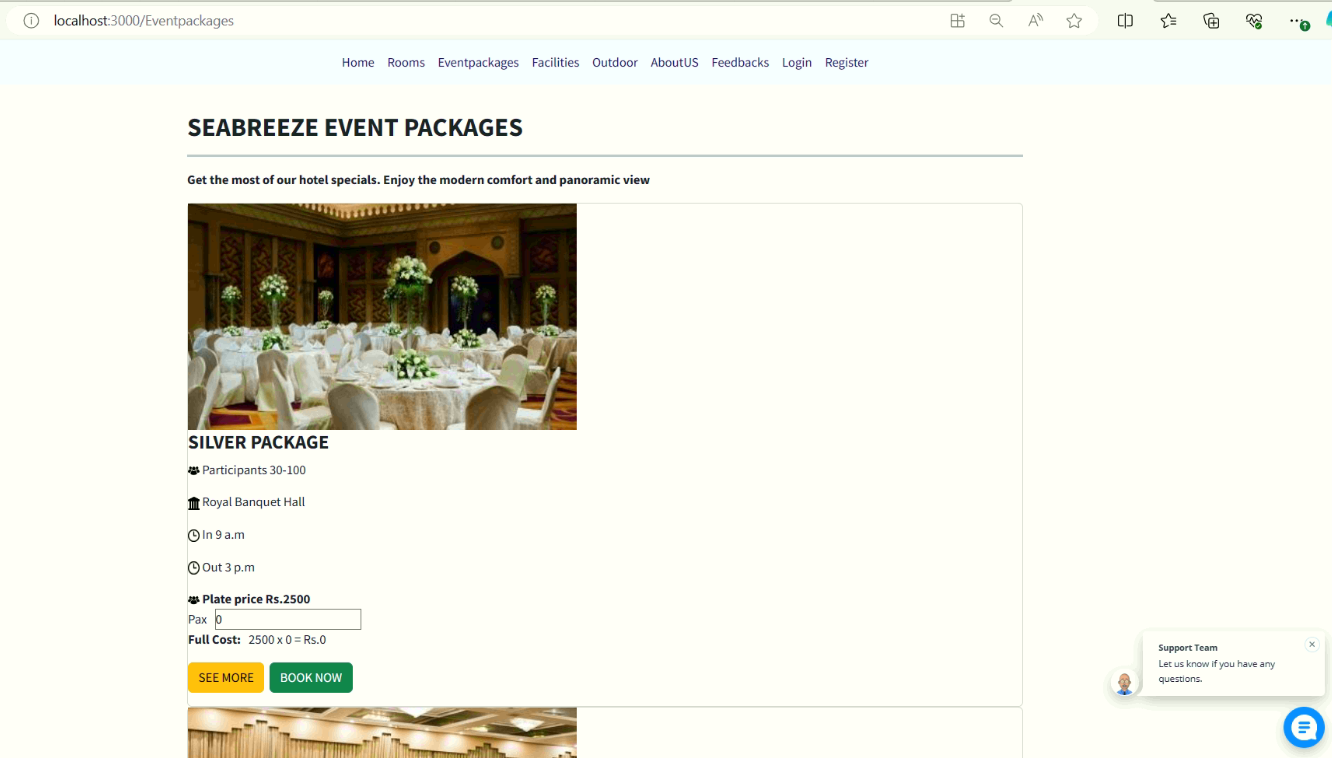 localhost:3000/Eventpackages
Home Rooms Eventpackages Facilities Outdoor AboutUS Feedbacks Login Register
SEABREEZE EVENT PACKAGES
Get the most of our hotel specials. Enjoy the modern comfort and panoramic view
SILVER PACKAGE
Participants 30-100
Royal Banquet Hall
In 9 a.m
Out 3 p.m
Plate price Rs.2500
Pax 0
Full Cost: 2500 x 0 = Rs.0
SEE MORE BOOK NOW
Support Team
Let us know if you have any
questions.